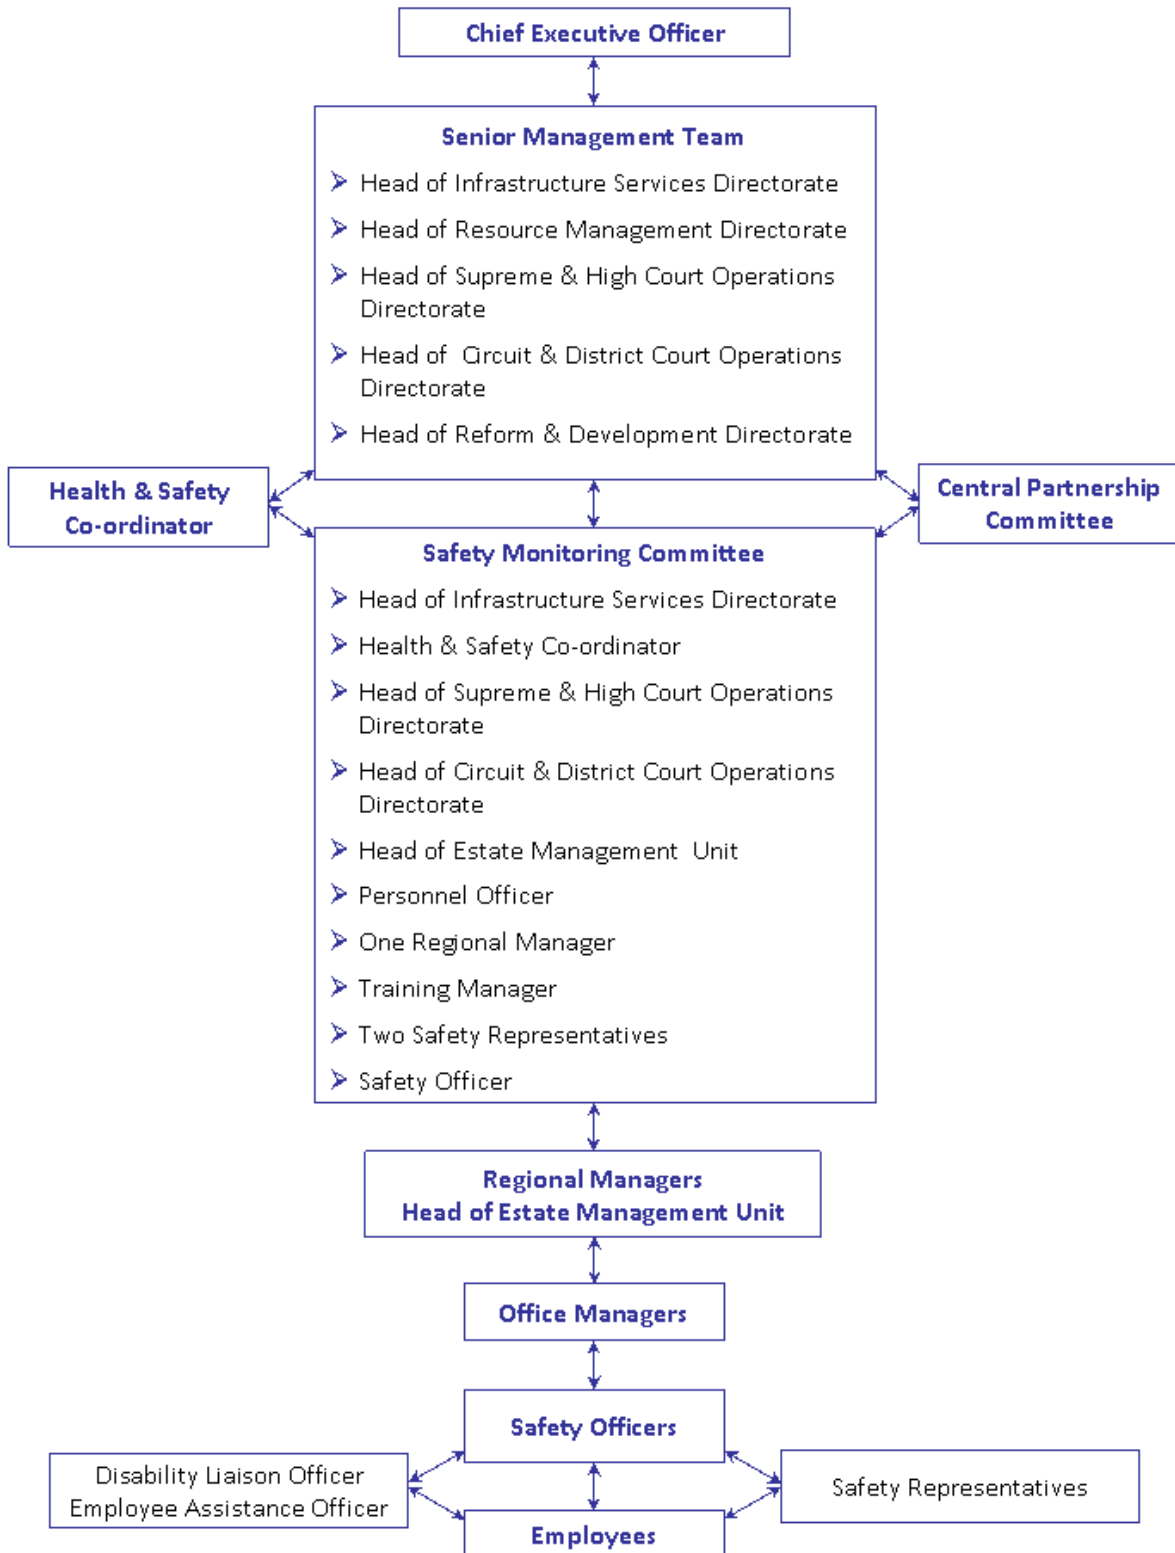 Chief Executive Officer
Senior Management Team
Head of Infrastructure Services Directorate
Head of Resource Management Directorate
Head of Supreme & High Court Operations
Directorate
Head of  Circuit & District Court Operations
Directorate
Head of Reform & Development Directorate
Health & Safety
Co-ordinator
Central Partnership
Committee
Safety Monitoring Committee
Head of Infrastructure Services Directorate
Health & Safety Co-ordinator
Head of Supreme & High Court Operations
Directorate
Head of Circuit & District Court Operations
Directorate
Head of Estate Management  Unit
Personnel Officer
One Regional Manager
Training Manager
Two Safety Representatives
Safety Officer
Regional Managers
Head of Estate Management Unit
Office Managers
Safety Officers
Disability Liaison Officer
Employee Assistance Officer
Safety Representatives
Employees